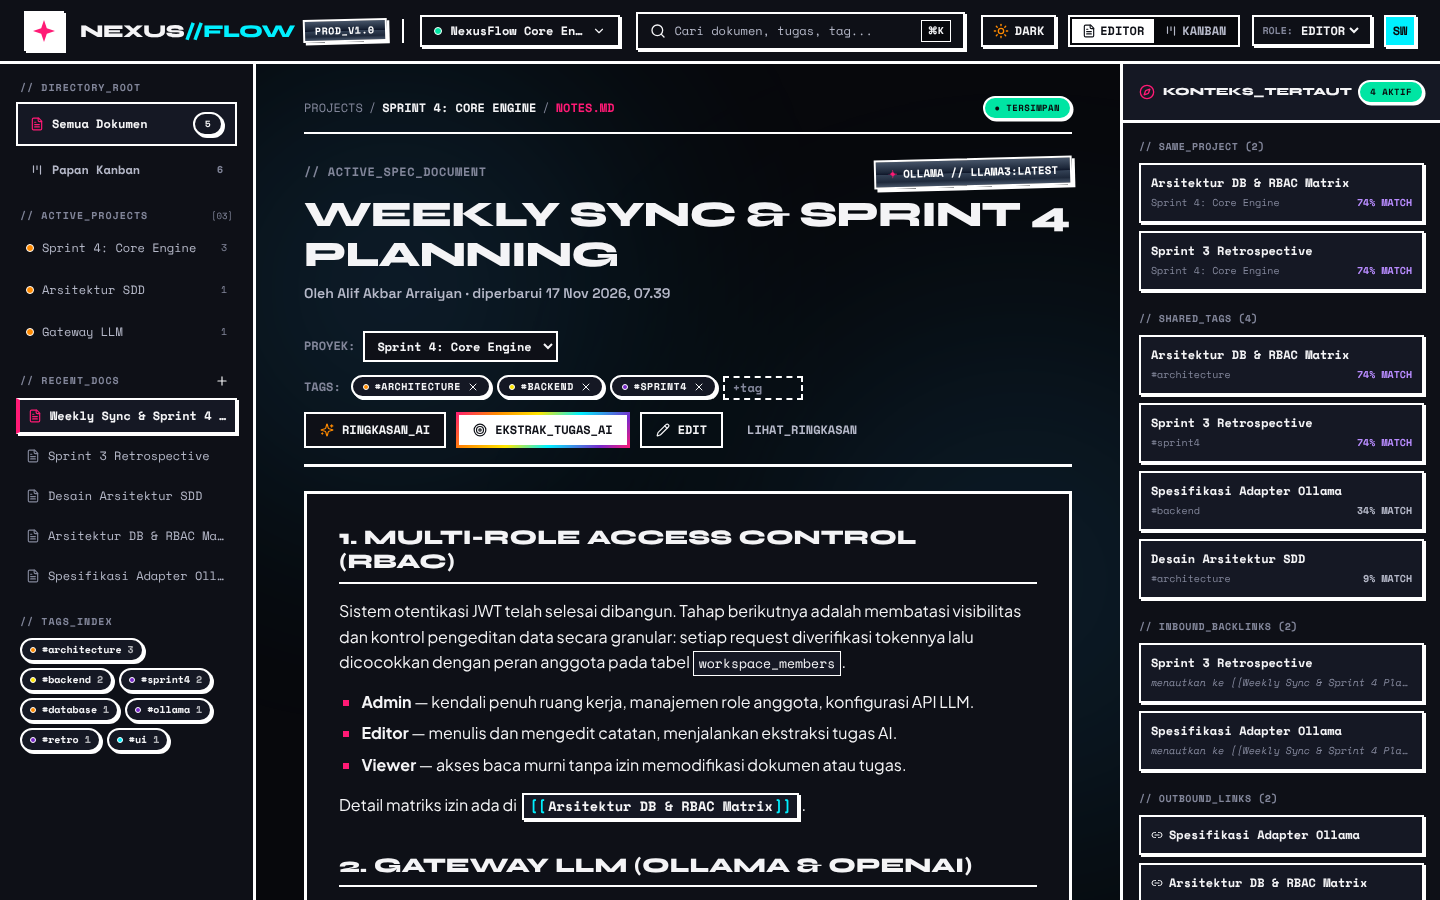 NEXUS//FLOW PROD_V1.0 NexusFlow Core En… Cari dokumen, tugas, tag... ⌘K DARK EDITOR KANBAN ROLE: EDITOR SW
// DIRECTORY_ROOT
Semua Dokumen 5
Papan Kanban 6
// ACTIVE_PROJECTS [03]
Sprint 4: Core Engine 3
Arsitektur SDD 1
Gateway LLM 1
// RECENT_DOCS +
Weekly Sync & Sprint 4 …
Sprint 3 Retrospective
Desain Arsitektur SDD
Arsitektur DB & RBAC Ma…
Spesifikasi Adapter Oll…
// TAGS_INDEX
#architecture 3
#backend 2 #sprint4 2
#database 1 #ollama 1
#retro 1 #ui 1
PROJECTS / SPRINT 4: CORE ENGINE / NOTES.MD TERSIMPAN
// ACTIVE_SPEC_DOCUMENT OLLAMA // LLAMA3:LATEST
WEEKLY SYNC & SPRINT 4
PLANNING
Oleh Alif Akbar Arraiyan · diperbarui 17 Nov 2026, 07.39
PROYEK: Sprint 4: Core Engine
TAGS: #ARCHITECTURE #BACKEND #SPRINT4 +tag
RINGKASAN_AI EKSTRAK_TUGAS_AI EDIT LIHAT_RINGKASAN
1. MULTI-ROLE ACCESS CONTROL
(RBAC)
Sistem otentikasi JWT telah selesai dibangun. Tahap berikutnya adalah membatasi visibilitas
dan kontrol pengeditan data secara granular: setiap request diverifikasi tokennya lalu
dicocokkan dengan peran anggota pada tabel workspace_members.
Admin — kendali penuh ruang kerja, manajemen role anggota, konfigurasi API LLM.
Editor — menulis dan mengedit catatan, menjalankan ekstraksi tugas AI.
Viewer — akses baca murni tanpa izin memodifikasi dokumen atau tugas.
Detail matriks izin ada di [[Arsitektur DB & RBAC Matrix]].
2. GATEWAY LLM (OLLAMA & OPENAI)
KONTEKS_TERTAUT 4 AKTIF
// SAME_PROJECT (2)
Arsitektur DB & RBAC Matrix
Sprint 4: Core Engine 74% MATCH
Sprint 3 Retrospective
Sprint 4: Core Engine 74% MATCH
// SHARED_TAGS (4)
Arsitektur DB & RBAC Matrix
#architecture 74% MATCH
Sprint 3 Retrospective
#sprint4 74% MATCH
Spesifikasi Adapter Ollama
#backend 34% MATCH
Desain Arsitektur SDD
#architecture 9% MATCH
// INBOUND_BACKLINKS (2)
Sprint 3 Retrospective
menautkan ke [[Weekly Sync & Sprint 4 Pla…
Spesifikasi Adapter Ollama
menautkan ke [[Weekly Sync & Sprint 4 Pla…
// OUTBOUND_LINKS (2)
Spesifikasi Adapter Ollama
Arsitektur DB & RBAC Matrix